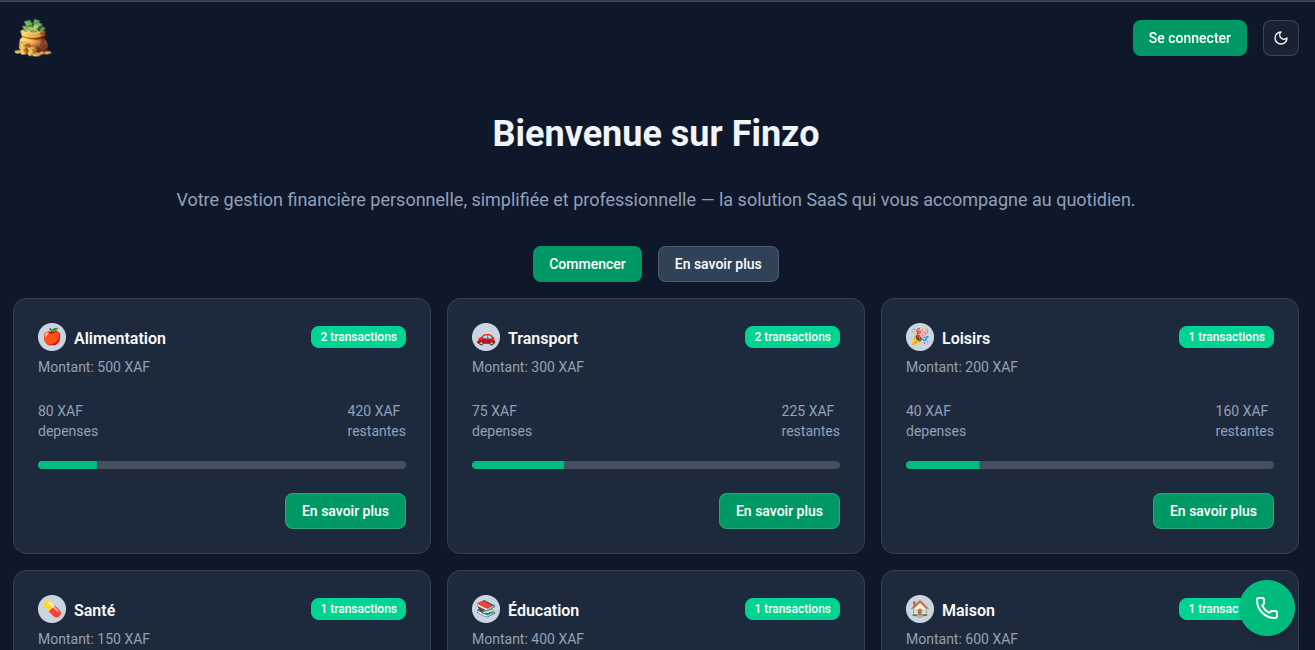 Se connecter
Bienvenue sur Finzo
Votre gestion financière personnelle, simplifiée et professionnelle — la solution SaaS qui vous accompagne au quotidien.
Commencer
En savoir plus
Alimentation
2 transactions
Montant: 500 XAF
80 XAF
420 XAF
depenses
restantes
En savoir plus
Transport
2 transactions
Montant: 300 XAF
75 XAF
225 XAF
depenses
restantes
En savoir plus
Loisirs
1 transactions
Montant: 200 XAF
40 XAF
160 XAF
depenses
restantes
En savoir plus
Santé
1 transactions
Montant: 150 XAF
Éducation
1 transactions
Montant: 400 XAF
Maison
1 transac
Montant: 600 XAF